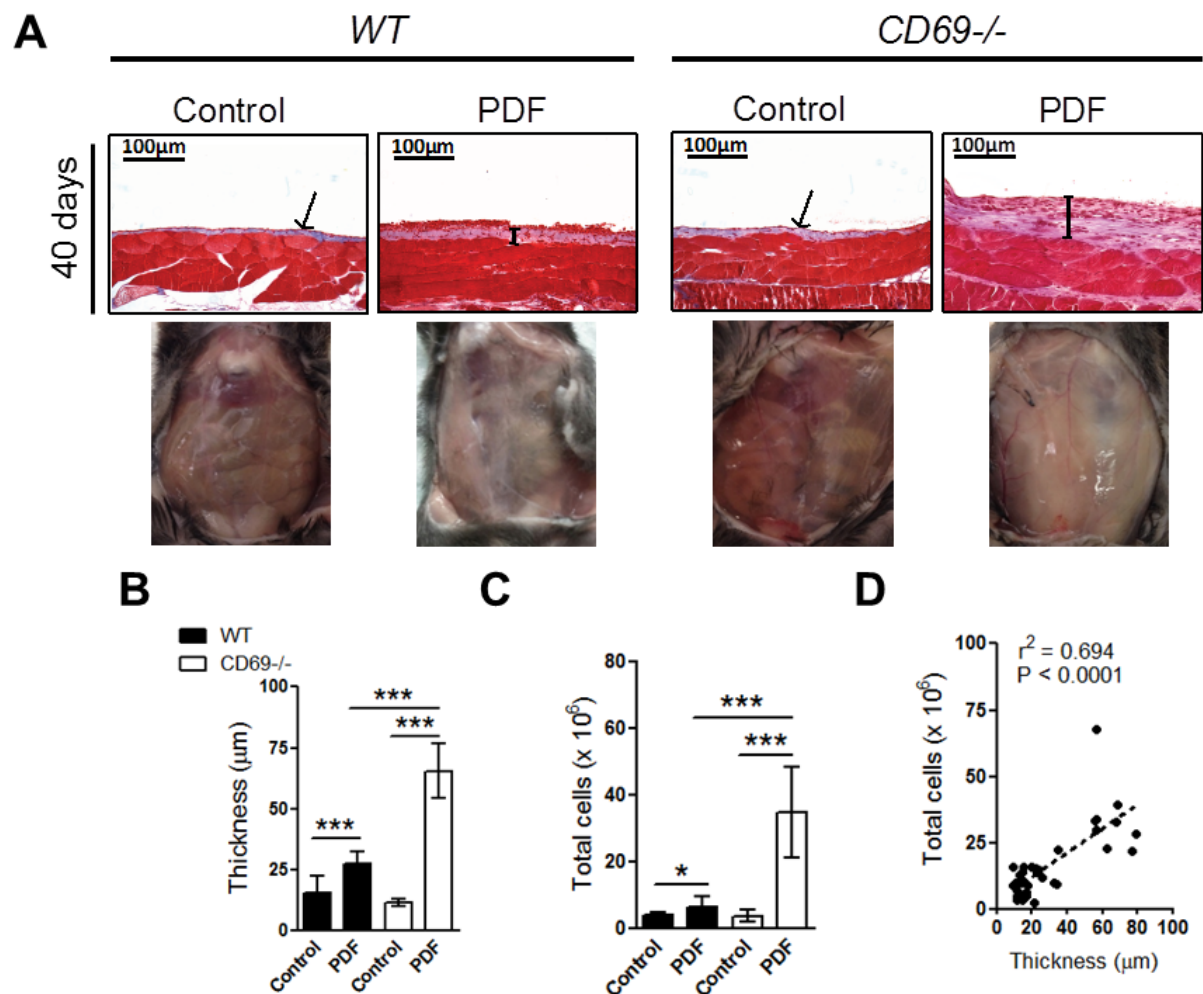 A
WT
CD69-/-
Control
PDF
Control
PDF
40 days
100µm
100µm
100µm
100µm
B
WT
CD69-/-
Thickness (µm)
100
75
50
25
0
***
***
***
Control
PDF
Control
PDF
C
Total cells (x 10⁶)
80
60
40
20
0
*
***
***
Control
PDF
Control
PDF
D
r² = 0.694
P < 0.0001
Total cells (x 10⁶)
100
75
50
25
0
0 20 40 60 80 100
Thickness (µm)